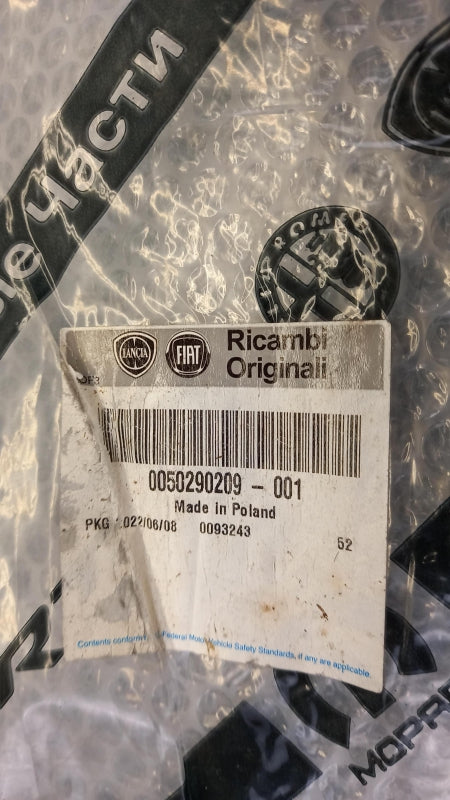 части
ROM
LANCIA
FIAT
Ricambi
Originali
0050290209 - 001
Made in Poland
PKG 022/06/08 0093243
52
Contents conform Federal Motor Vehicle Safety Standards, if any are applicable.
MOPAR